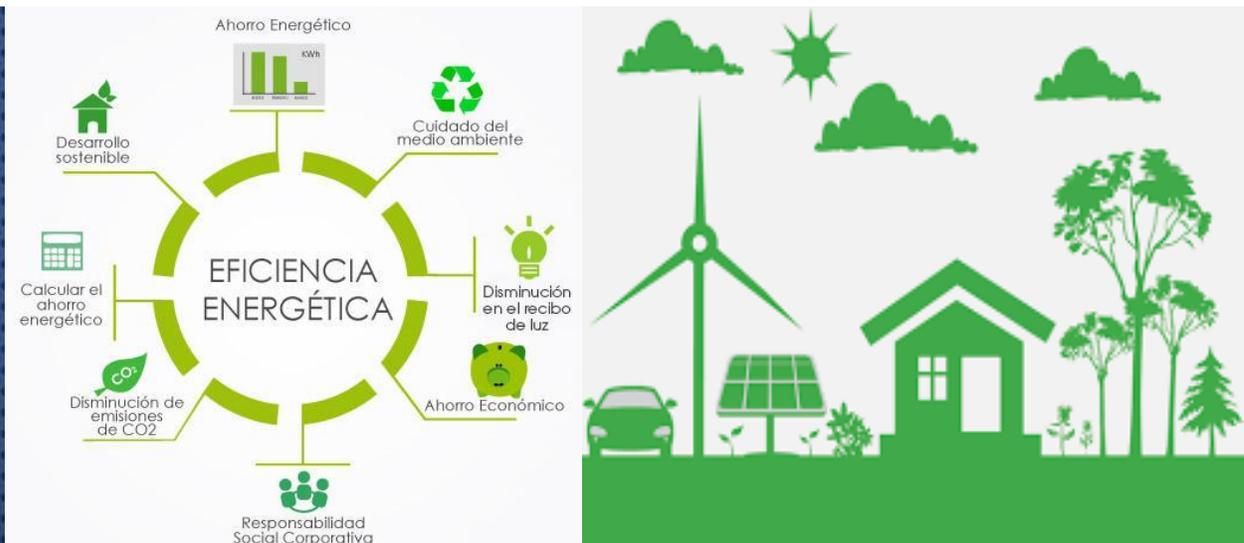 Ahorro Energético
KWh
Cuidado del
medio ambiente
Desarrollo
sostenible
EFICIENCIA
ENERGÉTICA
Disminución
en el recibo
de luz
Calcular el
ahorro
energético
CO2
Disminución de
emisiones
de CO2
Ahorro Económico
Responsabilidad
Social Corporativa